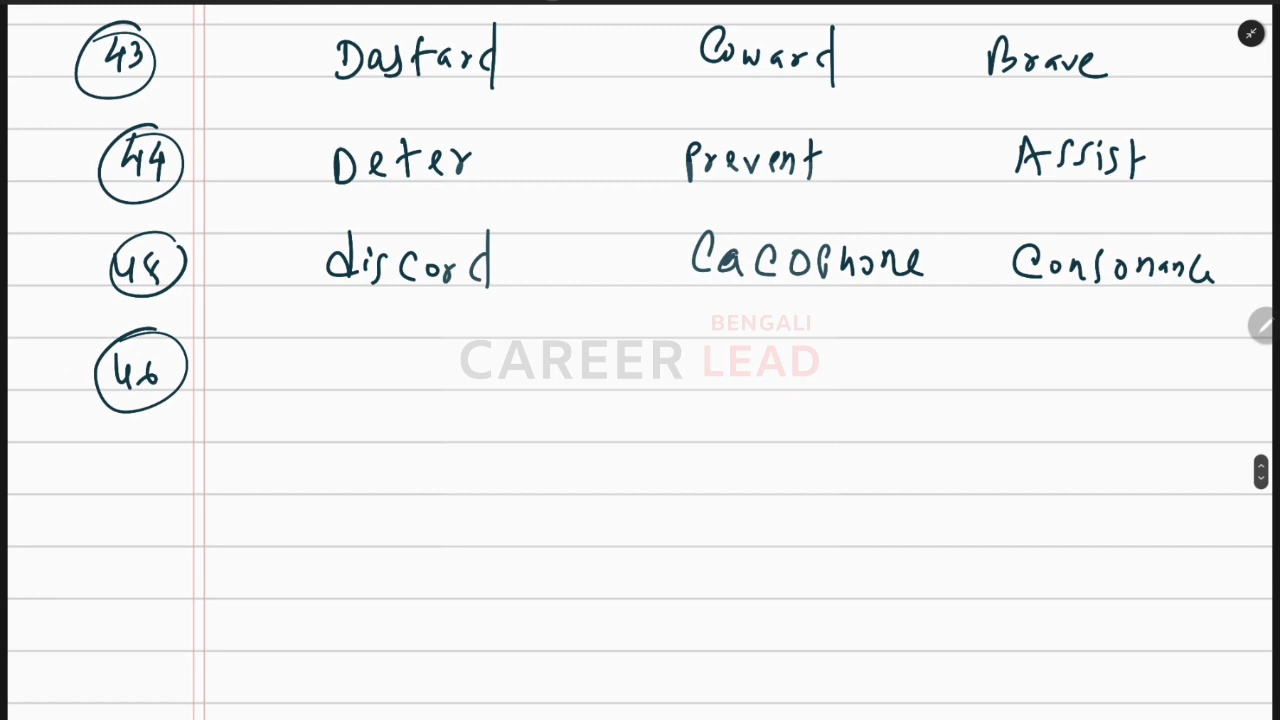 43 Dastard Coward Brave
44 Deter Prevent Assist
45 discord Cacophone Consonance
BENGALI
CAREER LEAD
46